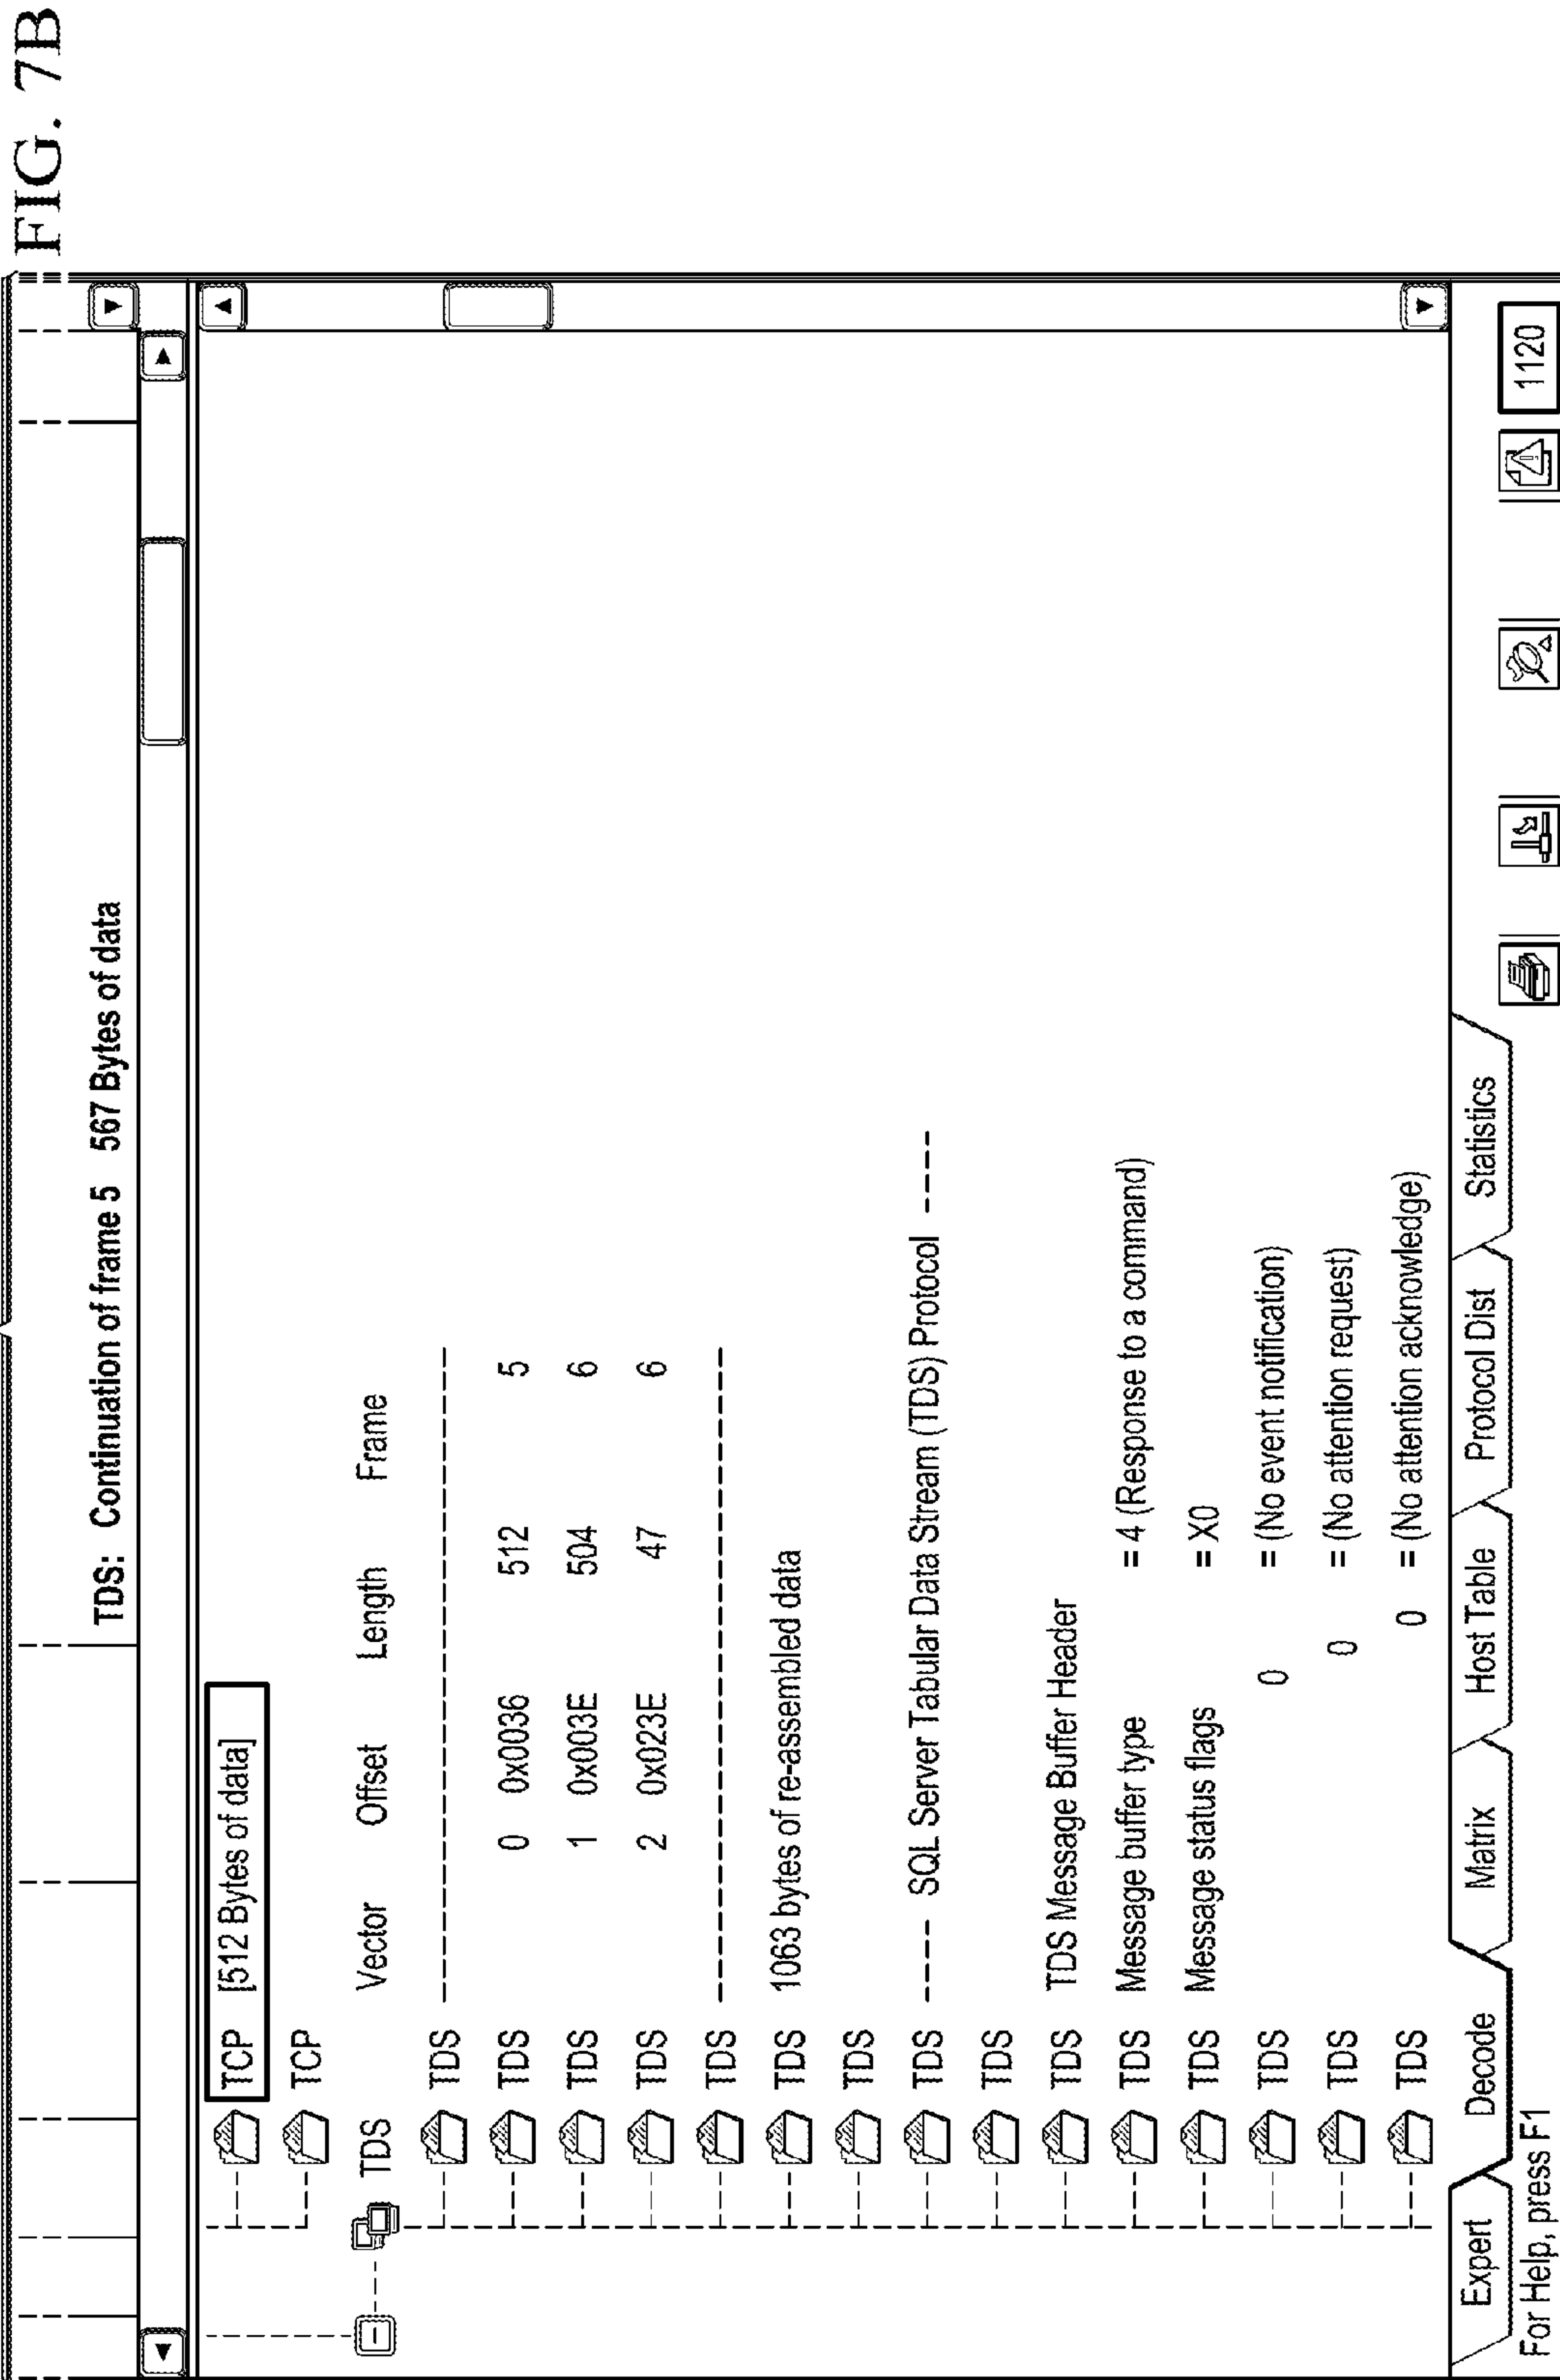 FIG. 7B
TDS: Continuation of frame 5 567 Bytes of data
TCP [512 Bytes of data]
TCP
TDS Vector Offset Length Frame
TDS ------------------------------
TDS 0 0x0036 512 5
TDS 1 0x003E 504 6
TDS 2 0x023E 47 6
TDS ------------------------------
TDS 1063 bytes of re-assembled data
TDS
TDS ----- SQL Server Tabular Data Stream (TDS) Protocol -----
TDS
TDS TDS Message Buffer Header
TDS Message buffer type = 4 (Response to a command)
TDS Message status flags = X0
TDS 0 = (No event notification)
TDS 0 = (No attention request)
TDS 0 = (No attention acknowledge)
Expert Decode Matrix Host Table Protocol Dist Statistics
For Help, press F1 1120